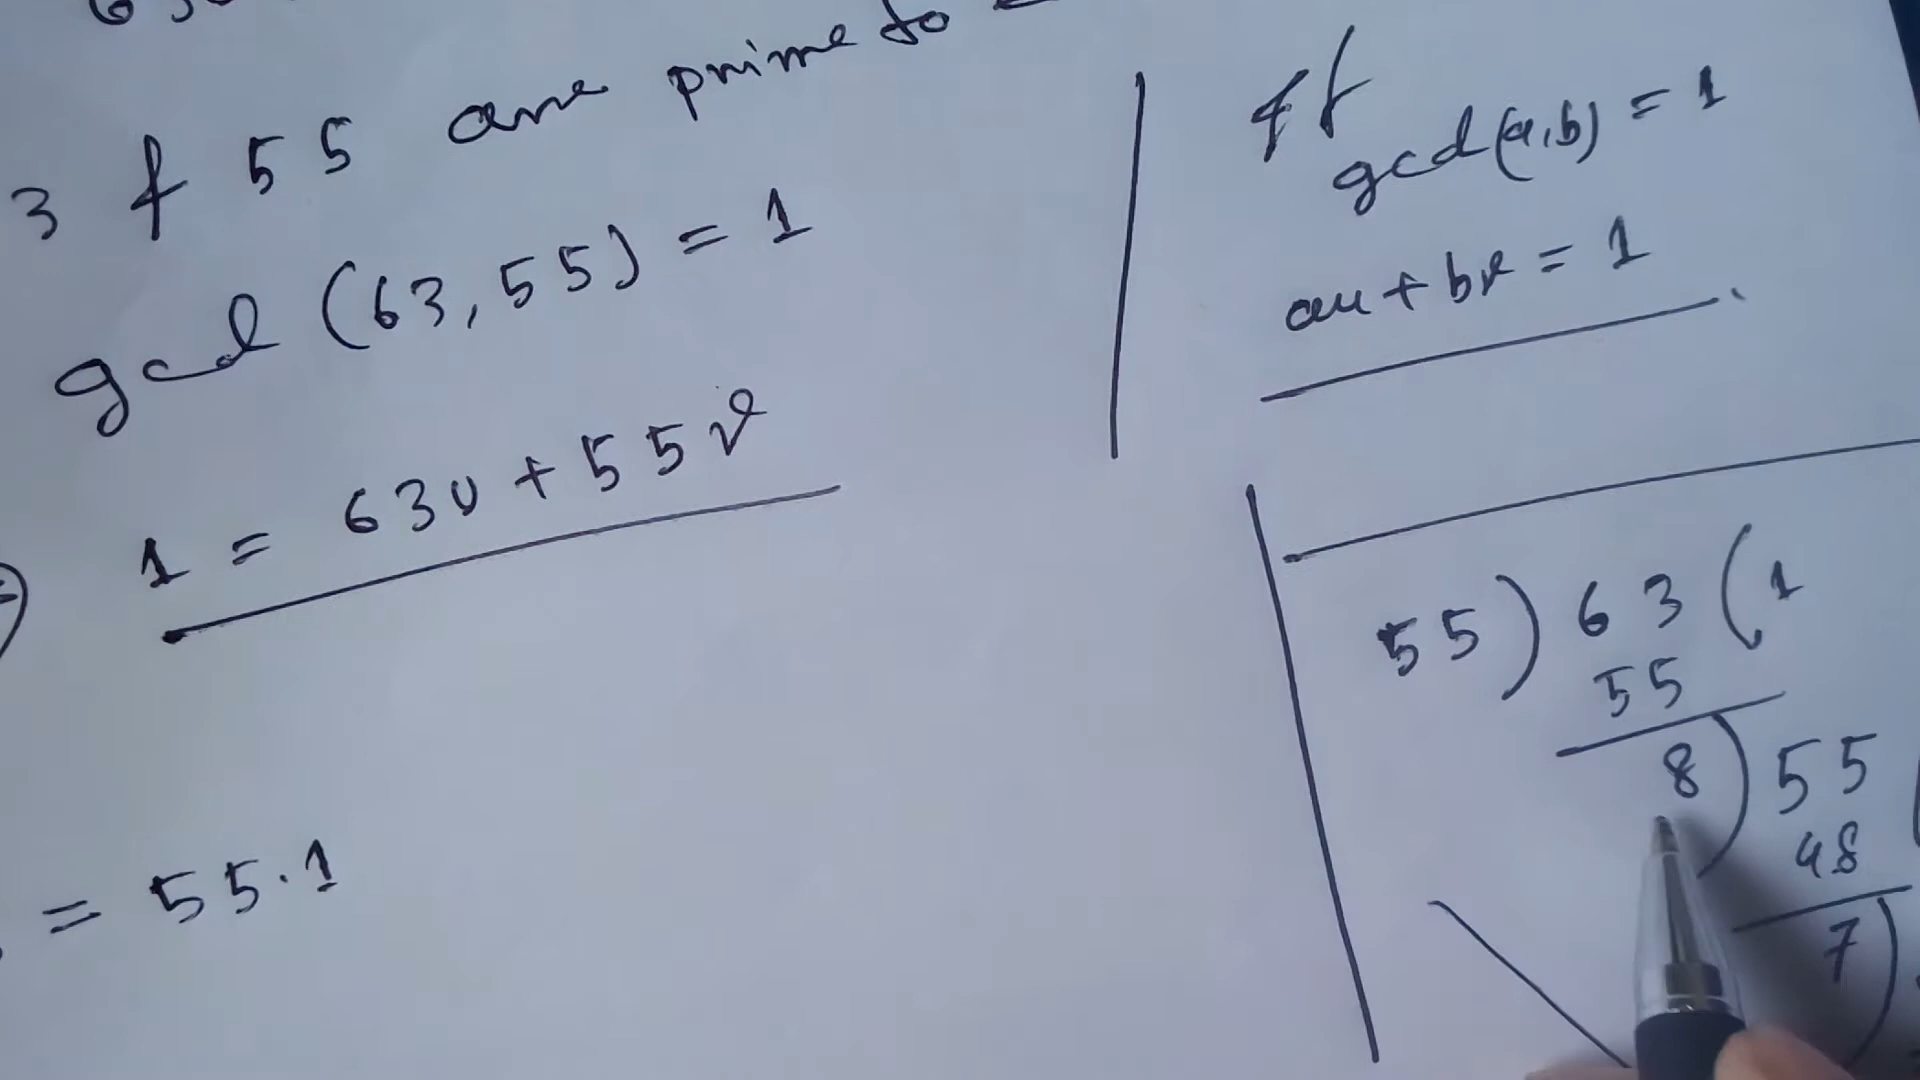 3 & 55 are prime to
gcd (63, 55) = 1
1 = 63u + 55v
= 55.1
If
gcd(a,b) = 1
au + bv = 1
55) 63 (1
55
8) 55
48
7)